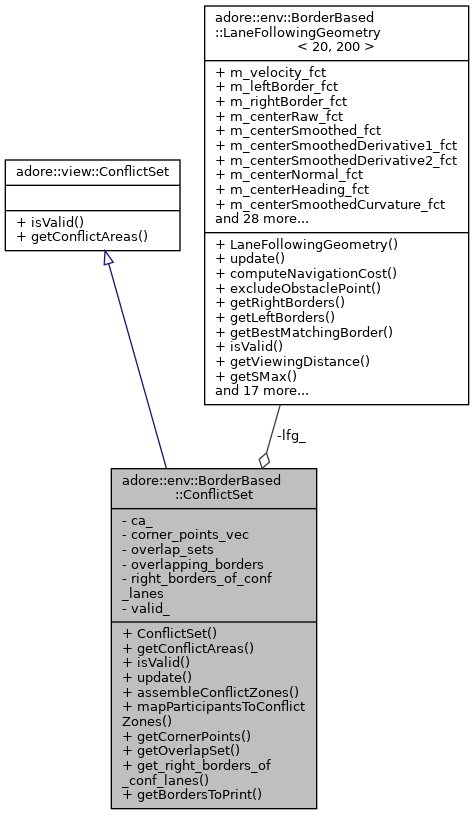 adore::env::BorderBased
::LaneFollowingGeometry
< 20, 200 >
+ m_velocity_fct
+ m_leftBorder_fct
+ m_rightBorder_fct
+ m_centerRaw_fct
+ m_centerSmoothed_fct
+ m_centerSmoothedDerivative1_fct
+ m_centerSmoothedDerivative2_fct
+ m_centerNormal_fct
+ m_centerHeading_fct
+ m_centerSmoothedCurvature_fct
and 28 more...
+ LaneFollowingGeometry()
+ update()
+ computeNavigationCost()
+ excludeObstaclePoint()
+ getRightBorders()
+ getLeftBorders()
+ getBestMatchingBorder()
+ isValid()
+ getViewingDistance()
+ getSMax()
and 17 more...
adore::view::ConflictSet
+ isValid()
+ getConflictAreas()
-lfg_
adore::env::BorderBased
::ConflictSet
- ca_
- corner_points_vec
- overlap_sets
- overlapping_borders
- right_borders_of_conf
_lanes
- valid_
+ ConflictSet()
+ getConflictAreas()
+ isValid()
+ update()
+ assembleConflictZones()
+ mapParticipantsToConflict
Zones()
+ getCornerPoints()
+ getOverlapSet()
+ get_right_borders_of
_conf_lanes()
+ getBordersToPrint()